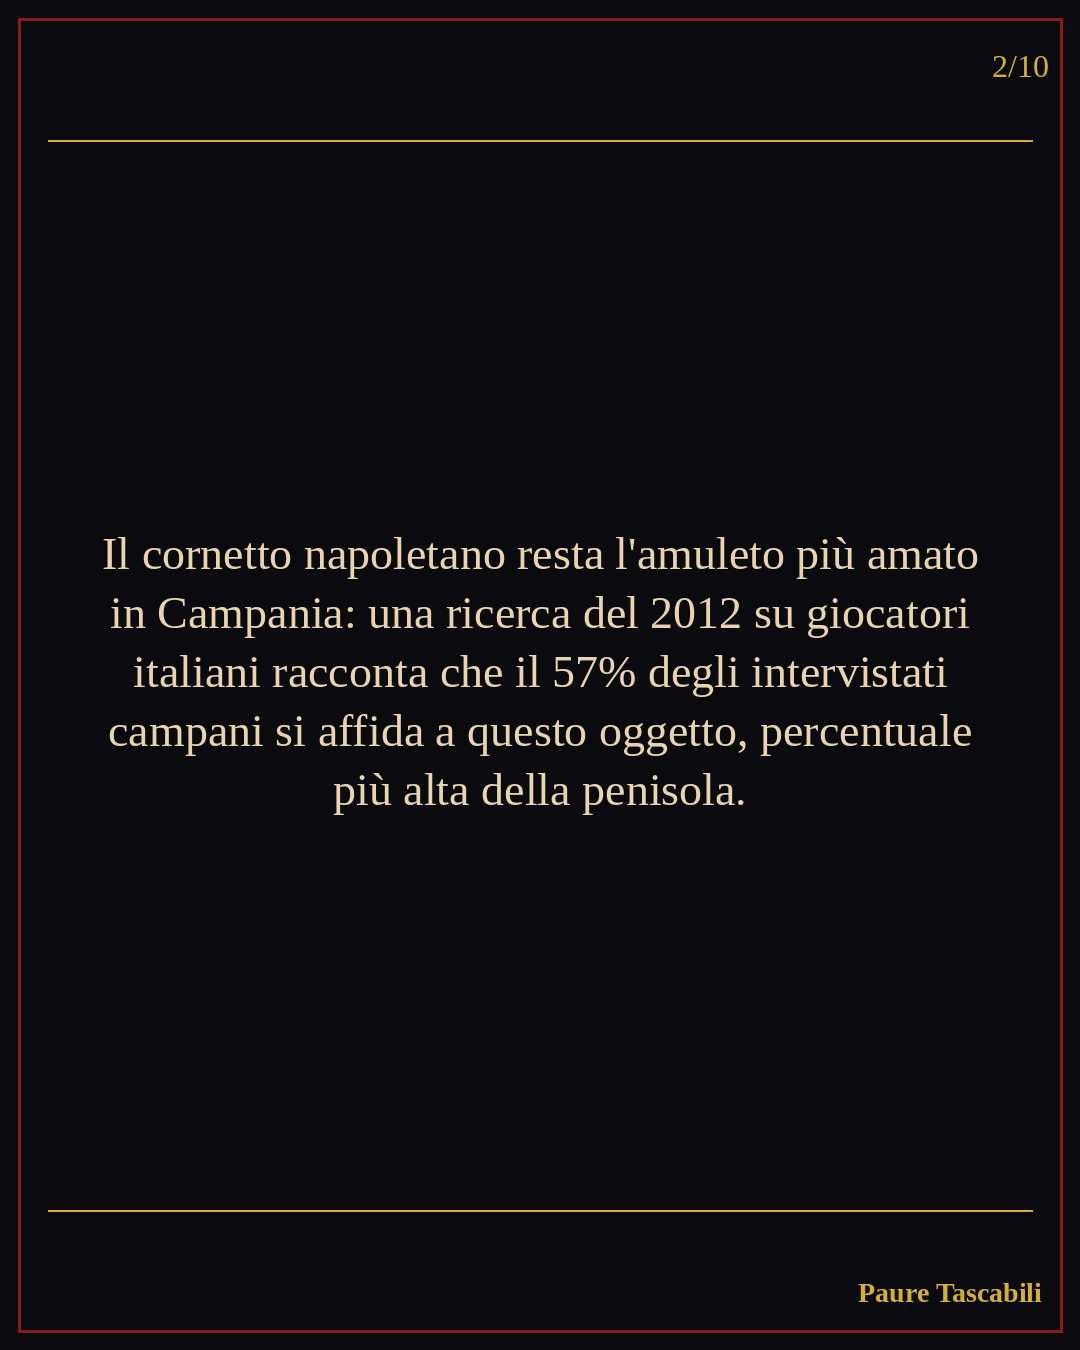 2/10
Il cornetto napoletano resta l'amuleto più amato
in Campania: una ricerca del 2012 su giocatori
italiani racconta che il 57% degli intervistati
campani si affida a questo oggetto, percentuale
più alta della penisola.
Paure Tascabili